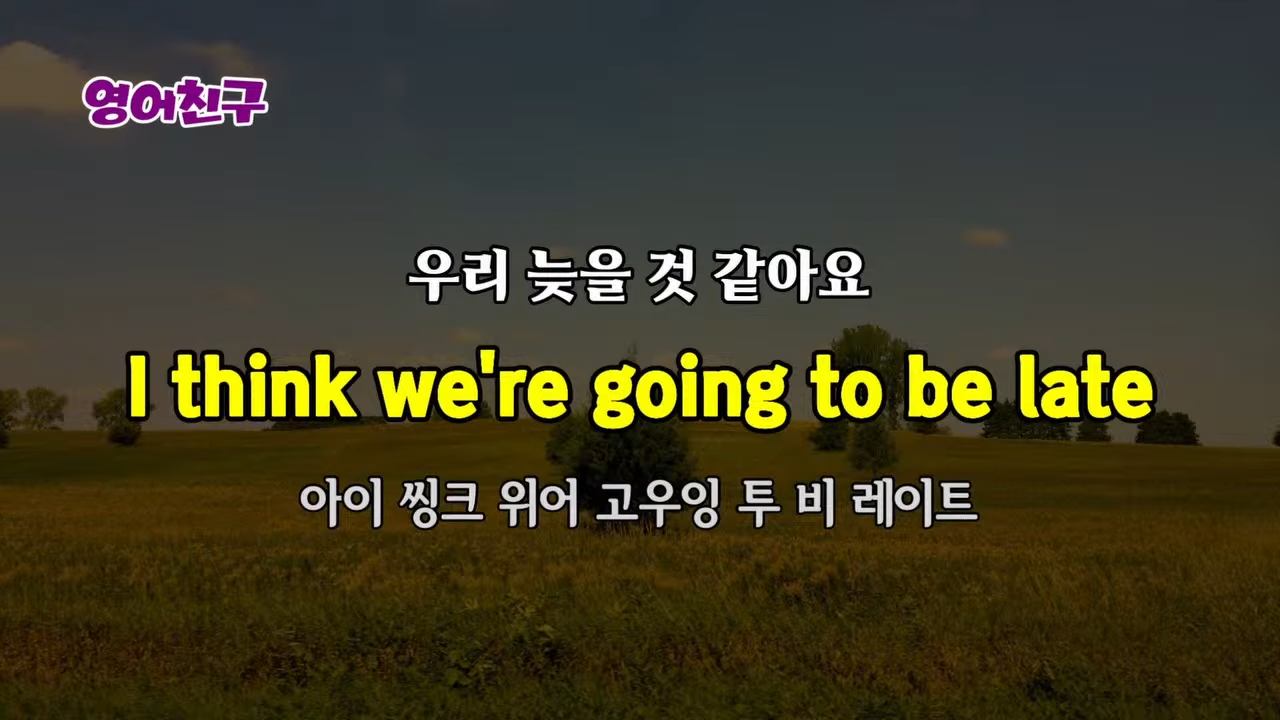 영어친구
우리 늦을 것 같아요
I think we're going to be late
아이 씽크 위어 고우잉 투 비 레이트